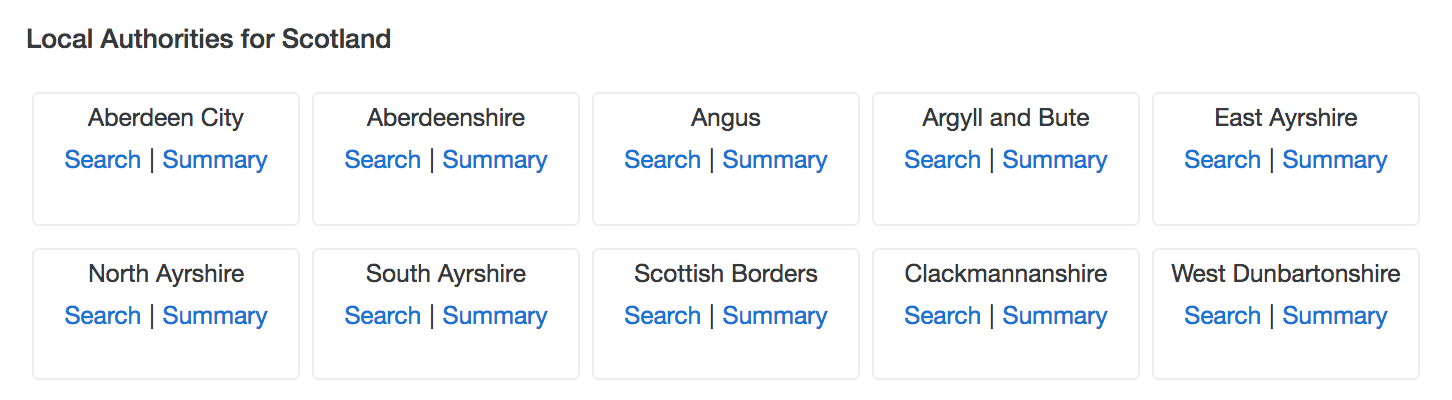 Local Authorities for Scotland
Aberdeen City
Search | Summary
Aberdeenshire
Search | Summary
Angus
Search | Summary
Argyll and Bute
Search | Summary
East Ayrshire
Search | Summary
North Ayrshire
Search | Summary
South Ayrshire
Search | Summary
Scottish Borders
Search | Summary
Clackmannanshire
Search | Summary
West Dunbartonshire
Search | Summary